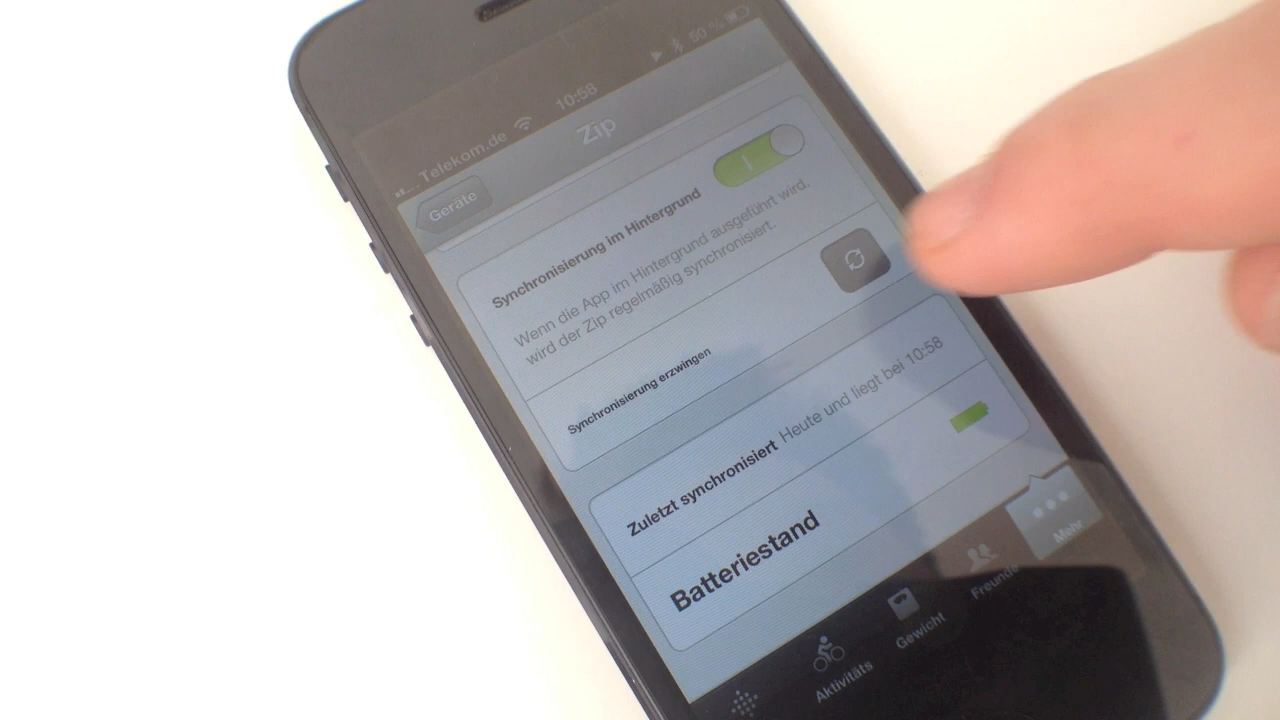 Telekom.de 10:58 50 %
Geräte Zip
Synchronisierung im Hintergrund
Wenn die App im Hintergrund ausgeführt wird,
wird der Zip regelmäßig synchronisiert.
Synchronisierung erzwingen
Zuletzt synchronisiert Heute und liegt bei 10:58
Batteriestand
Aktivitäts Gewicht Freunde Mehr